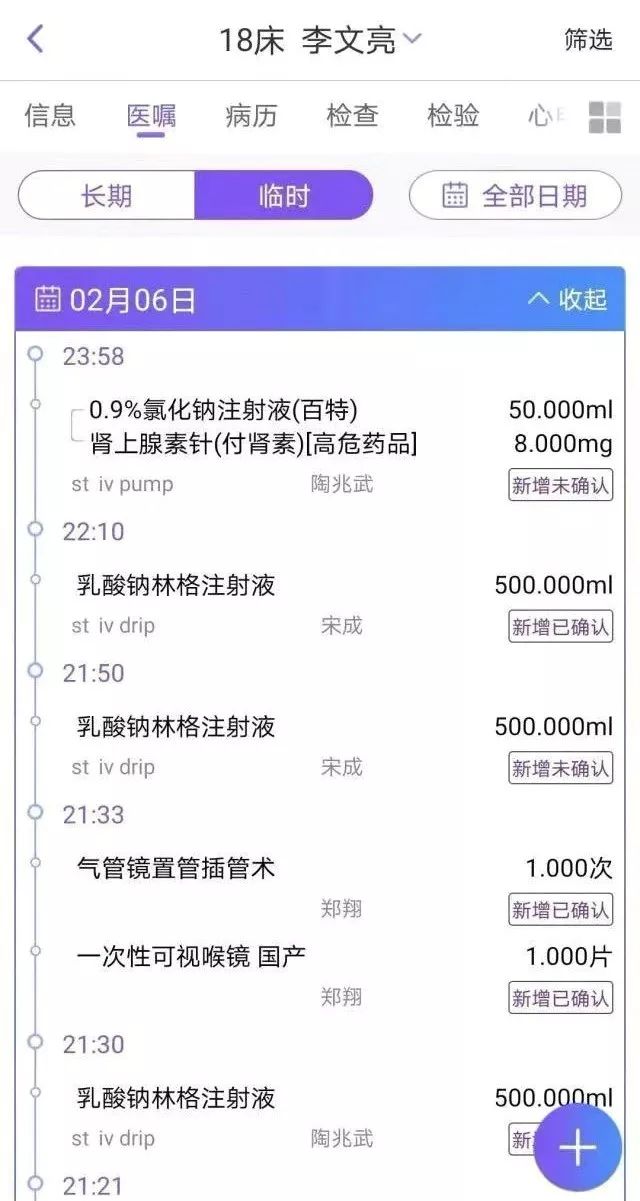 18床 李文亮
筛选
信息 医嘱 病历 检查 检验 心
长期 临时 全部日期
02月06日 收起
23:58
0.9%氯化钠注射液(百特) 50.000ml
肾上腺素针(付肾素)[高危药品] 8.000mg
st iv pump 陶兆武 新增未确认
22:10
乳酸钠林格注射液 500.000ml
st iv drip 宋成 新增已确认
21:50
乳酸钠林格注射液 500.000ml
st iv drip 宋成 新增未确认
21:33
气管镜置管插管术 1.000次
郑翔 新增已确认
一次性可视喉镜 国产 1.000片
郑翔 新增已确认
21:30
乳酸钠林格注射液 500.000ml
st iv drip 陶兆武 新
21:21